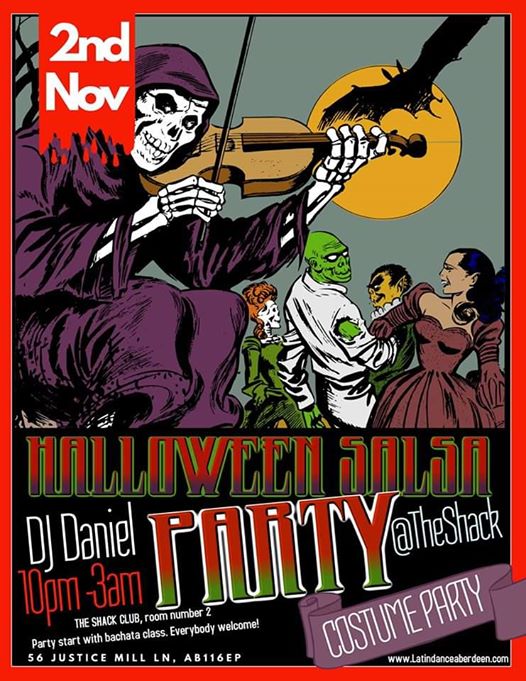 2nd
Nov
HALLOWEEN SALSA
DJ Daniel
PARTY
@TheShack
10pm -3am
THE SHACK CLUB, room number 2
Party start with bachata class. Everybody welcome!
COSTUME PARTY
56 JUSTICE MILL LN, AB116EP
www.Latindanceaberdeen.com